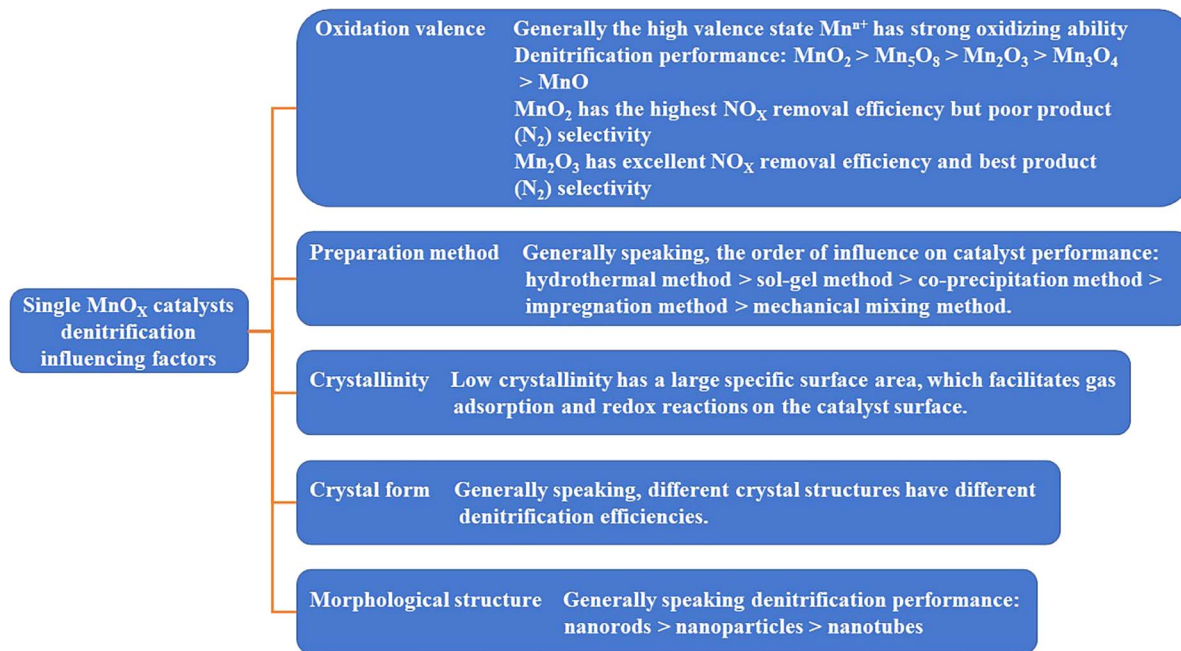 Single MnOₓ catalysts
denitrification
influencing factors
Oxidation valence Generally the high valence state Mnⁿ⁺ has strong oxidizing ability
Denitrification performance: MnO₂ > Mn₅O₈ > Mn₂O₃ > Mn₃O₄
> MnO
MnO₂ has the highest NOₓ removal efficiency but poor product
(N₂) selectivity
Mn₂O₃ has excellent NOₓ removal efficiency and best product
(N₂) selectivity
Preparation method Generally speaking, the order of influence on catalyst performance:
hydrothermal method > sol-gel method > co-precipitation method >
impregnation method > mechanical mixing method.
Crystallinity Low crystallinity has a large specific surface area, which facilitates gas
adsorption and redox reactions on the catalyst surface.
Crystal form Generally speaking, different crystal structures have different
denitrification efficiencies.
Morphological structure Generally speaking denitrification performance:
nanorods > nanoparticles > nanotubes